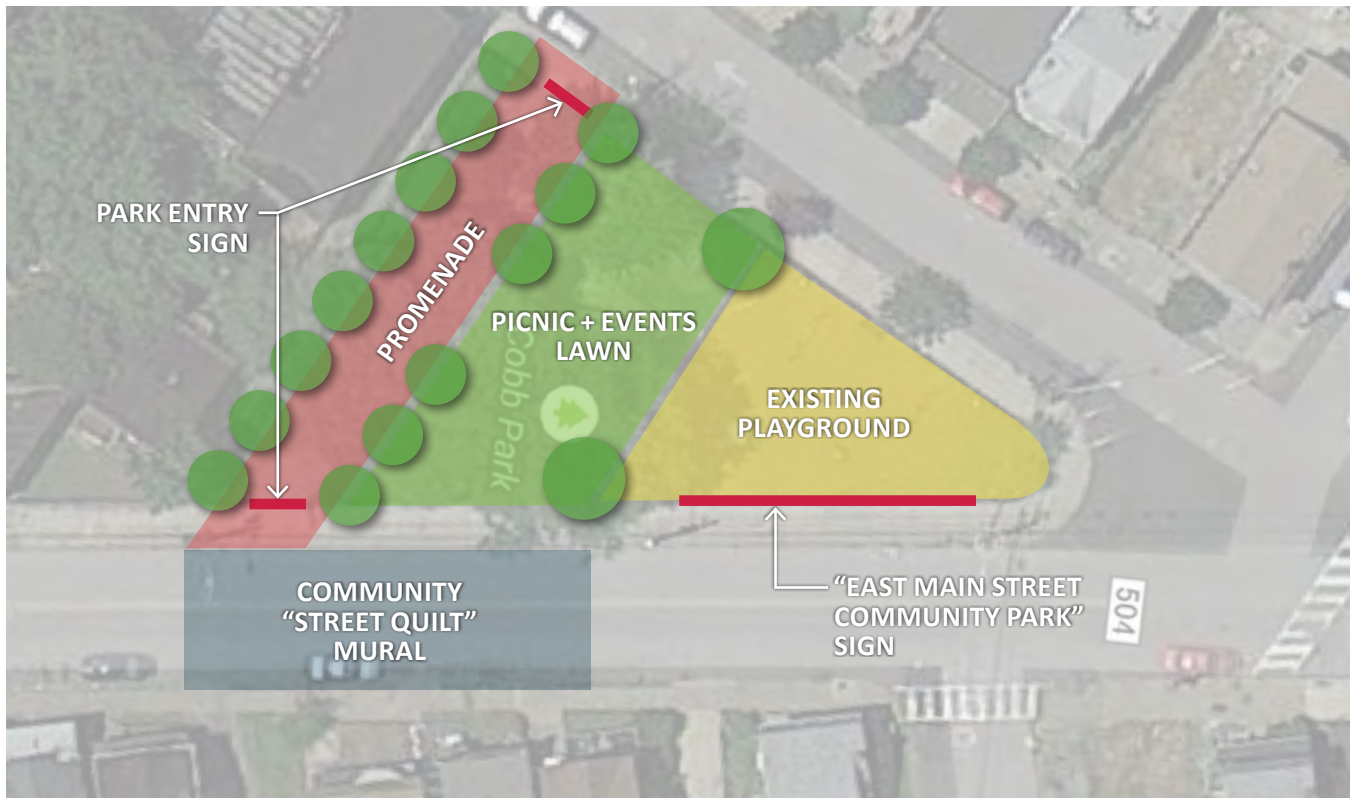 PARK ENTRY
SIGN
PROMENADE
PICNIC + EVENTS
LAWN
Cobb Park
EXISTING
PLAYGROUND
COMMUNITY
“STREET QUILT”
MURAL
“EAST MAIN STREET
COMMUNITY PARK”
SIGN
504